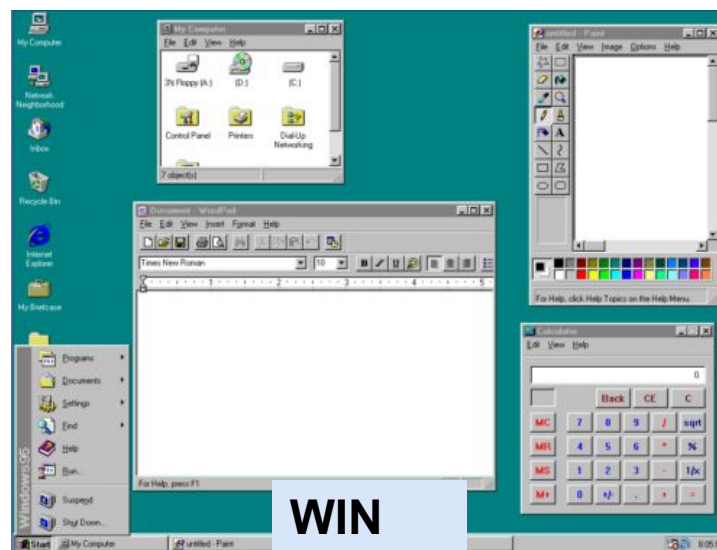 My Computer
Network
Neighborhood
Inbox
Recycle Bin
Internet
Explorer
My Briefcase
My Computer
File Edit View Help
3½ Floppy (A:) (D:) (C:)
Control Panel Printers Dial-Up
Networking
7 object(s)
untitled - Paint
File Edit View Image Options Help
A
For Help, click Help Topics on the Help Menu.
Document - WordPad
File Edit View Insert Format Help
Times New Roman 10 B I U
1 2 3 4 5
For Help, press F1
Calculator
Edit View Help
0.
Back CE C
MC 7 8 9 / sqrt
MR 4 5 6 * %
MS 1 2 3 - 1/x
M+ 0 +/- . + =
Windows95
Programs
Documents
Settings
Find
Help
Run...
Suspend
Shut Down...
WIN
Start My Computer untitled - Paint